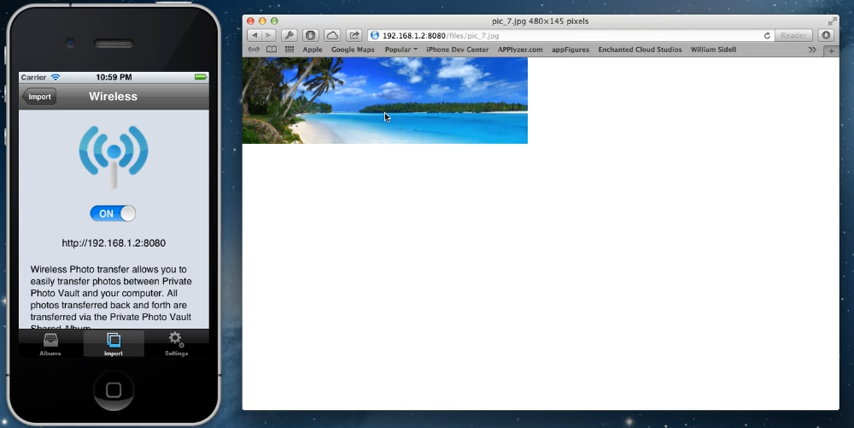 Carrier 10:59 PM
Import Wireless
ON
http://192.168.1.2:8080
Wireless Photo transfer allows you to
easily transfer photos between Private
Photo Vault and your computer. All
photos transferred back and forth are
transferred via the Private Photo Vault
Shared Album
Albums Import Settings
pic_7.jpg 480×145 pixels
192.168.1.2:8080/files/pic_7.jpg
Reader
Apple Google Maps Popular iPhone Dev Center APPlyzer.com appFigures Enchanted Cloud Studios William Sidell